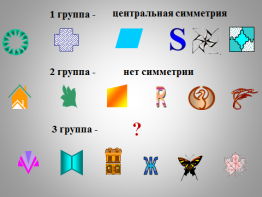 1 группа - центральная симметрия
S
2 группа - нет симметрии
3 группа - ?
Ж